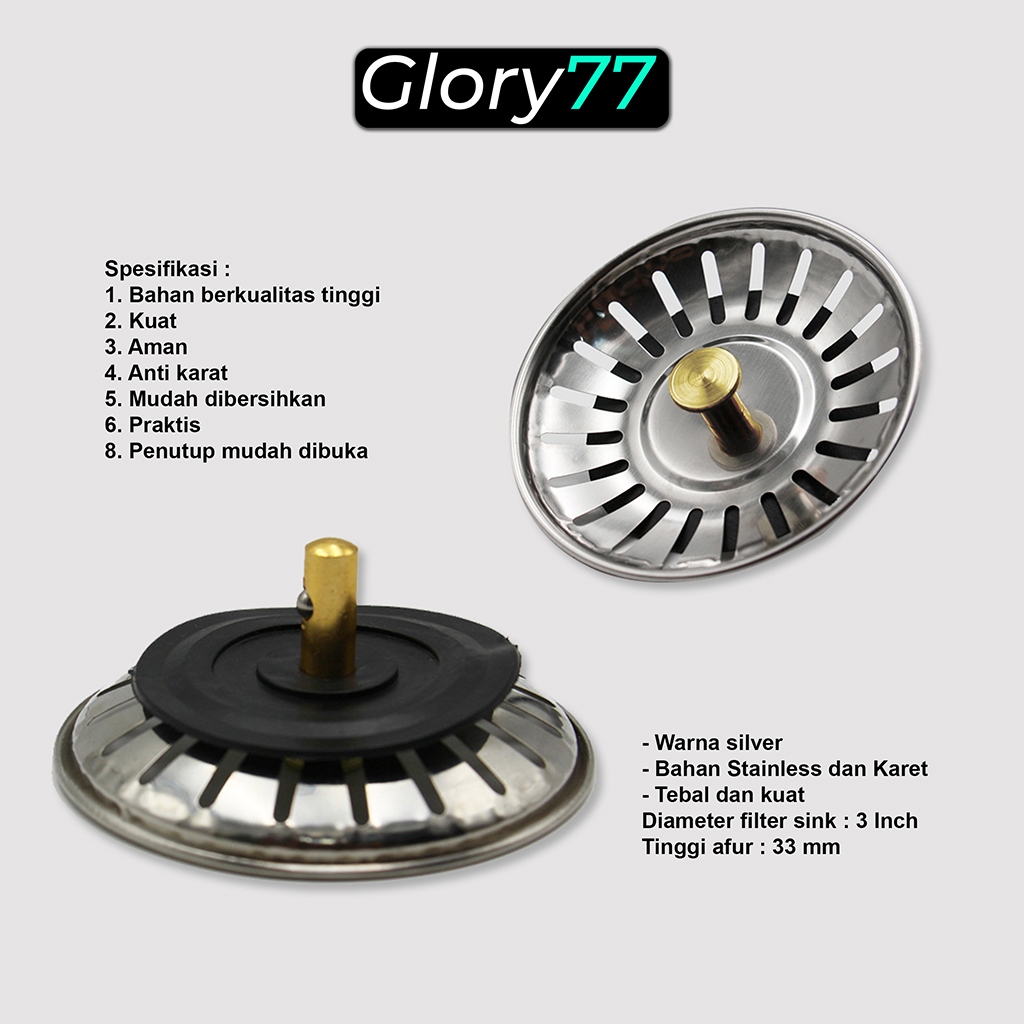 Glory77
Spesifikasi :
1. Bahan berkualitas tinggi
2. Kuat
3. Aman
4. Anti karat
5. Mudah dibersihkan
6. Praktis
8. Penutup mudah dibuka
- Warna silver
- Bahan Stainless dan Karet
- Tebal dan kuat
Diameter filter sink : 3 Inch
Tinggi afur : 33 mm